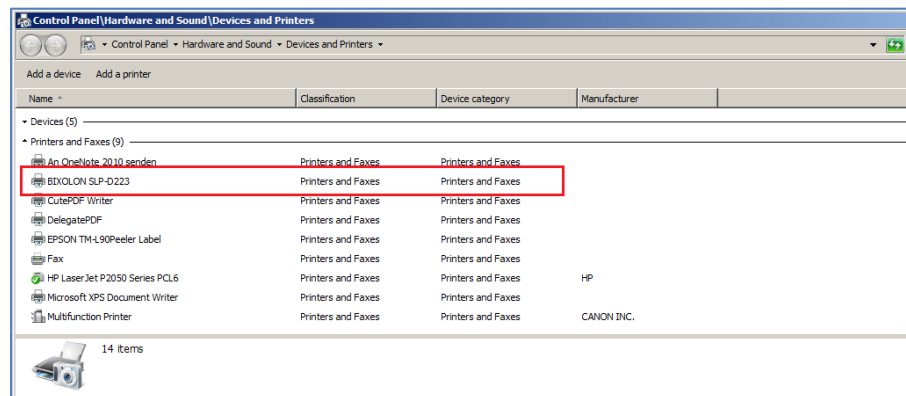 Control Panel\Hardware and Sound\Devices and Printers
Control Panel Hardware and Sound Devices and Printers
Add a device Add a printer
Name Classification Device category Manufacturer
Devices (5)
Printers and Faxes (9)
An OneNote 2010 senden Printers and Faxes Printers and Faxes
BIXOLON SLP-D223 Printers and Faxes Printers and Faxes
CutePDF Writer Printers and Faxes Printers and Faxes
DelegatePDF Printers and Faxes Printers and Faxes
EPSON TM-L90Peeler Label Printers and Faxes Printers and Faxes
Fax Printers and Faxes Printers and Faxes
HP LaserJet P2050 Series PCL6 Printers and Faxes Printers and Faxes HP
Microsoft XPS Document Writer Printers and Faxes Printers and Faxes
Multifunction Printer Printers and Faxes Printers and Faxes CANON INC.
14 items